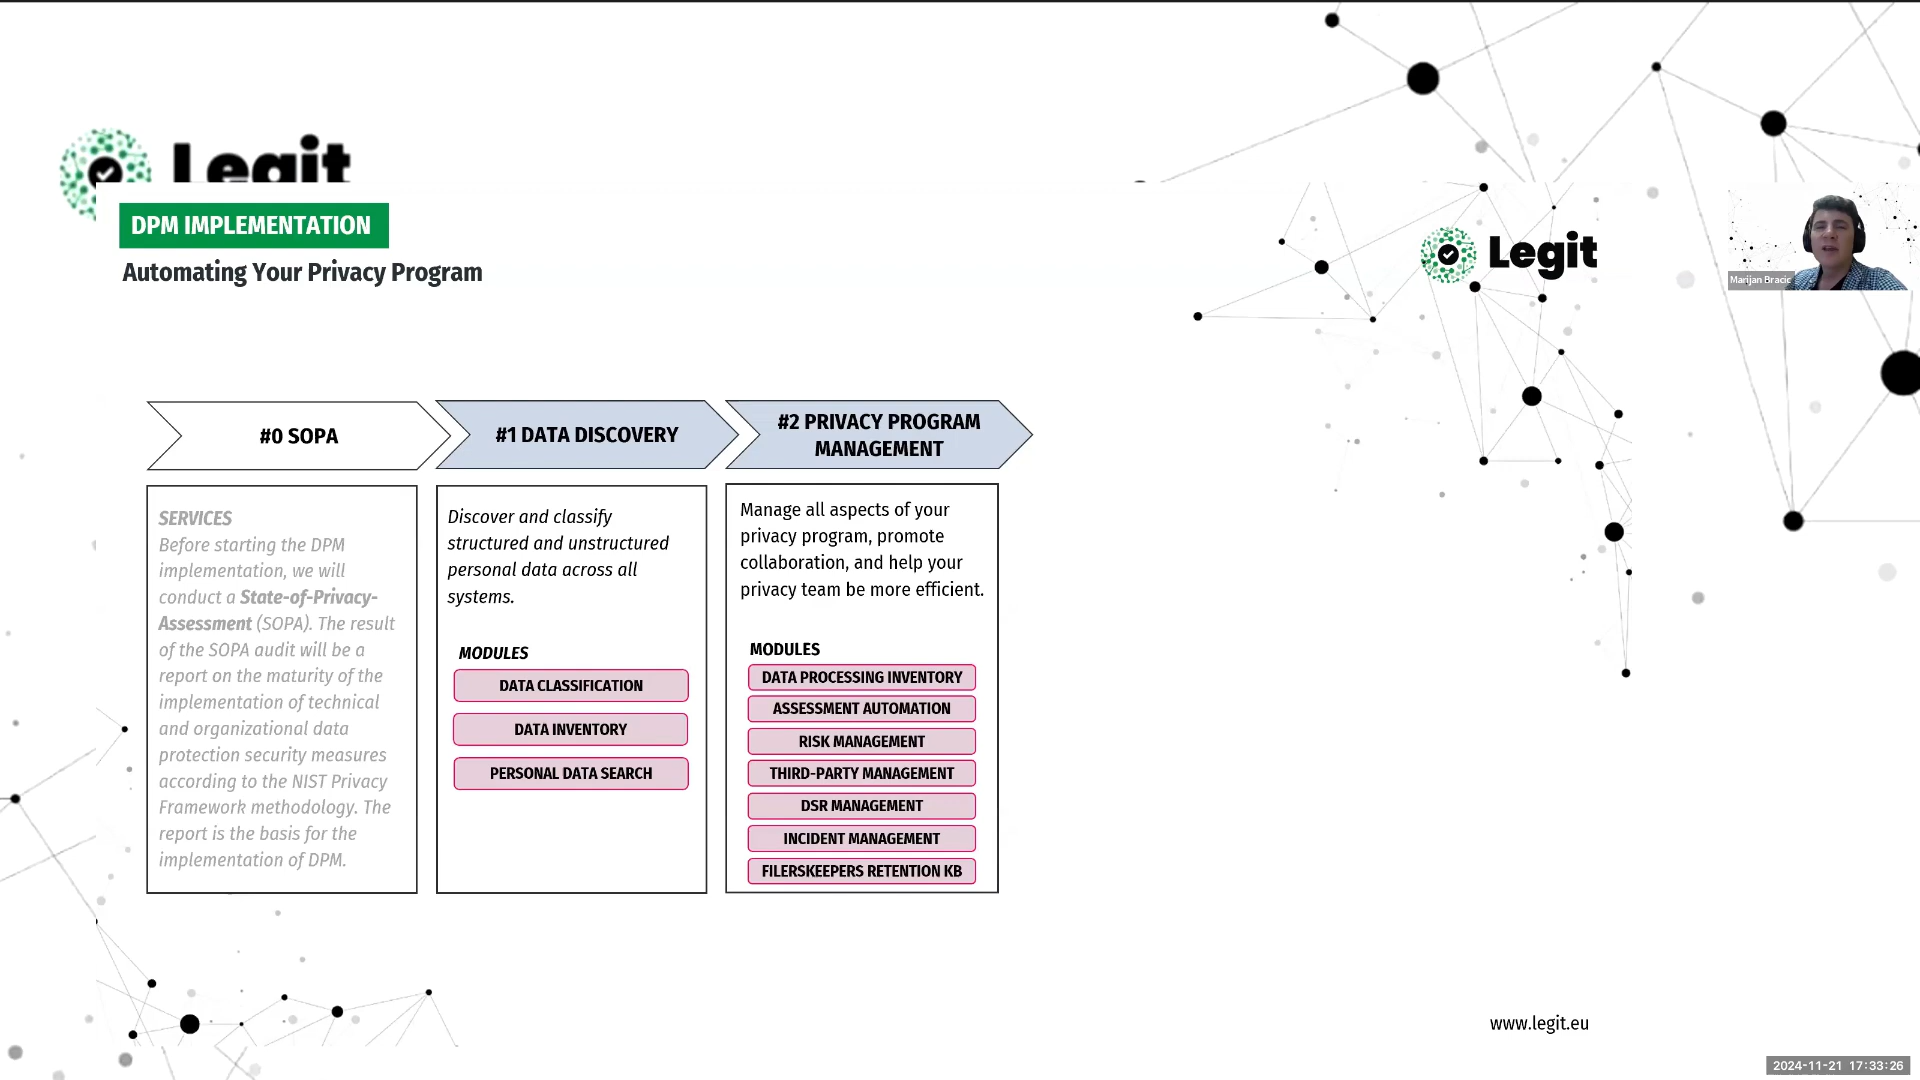 Legit
DPM IMPLEMENTATION
Automating Your Privacy Program
Legit
Marijan Bracic
#0 SOPA
SERVICES
Before starting the DPM
implementation, we will
conduct a State-of-Privacy-
Assessment (SOPA). The result
of the SOPA audit will be a
report on the maturity of the
implementation of technical
and organizational data
protection security measures
according to the NIST Privacy
Framework methodology. The
report is the basis for the
implementation of DPM.
#1 DATA DISCOVERY
Discover and classify
structured and unstructured
personal data across all
systems.
MODULES
DATA CLASSIFICATION
DATA INVENTORY
PERSONAL DATA SEARCH
#2 PRIVACY PROGRAM
MANAGEMENT
Manage all aspects of your
privacy program, promote
collaboration, and help your
privacy team be more efficient.
MODULES
DATA PROCESSING INVENTORY
ASSESSMENT AUTOMATION
RISK MANAGEMENT
THIRD-PARTY MANAGEMENT
DSR MANAGEMENT
INCIDENT MANAGEMENT
FILERSKEEPERS RETENTION KB
www.legit.eu
2024-11-21 17:33:26